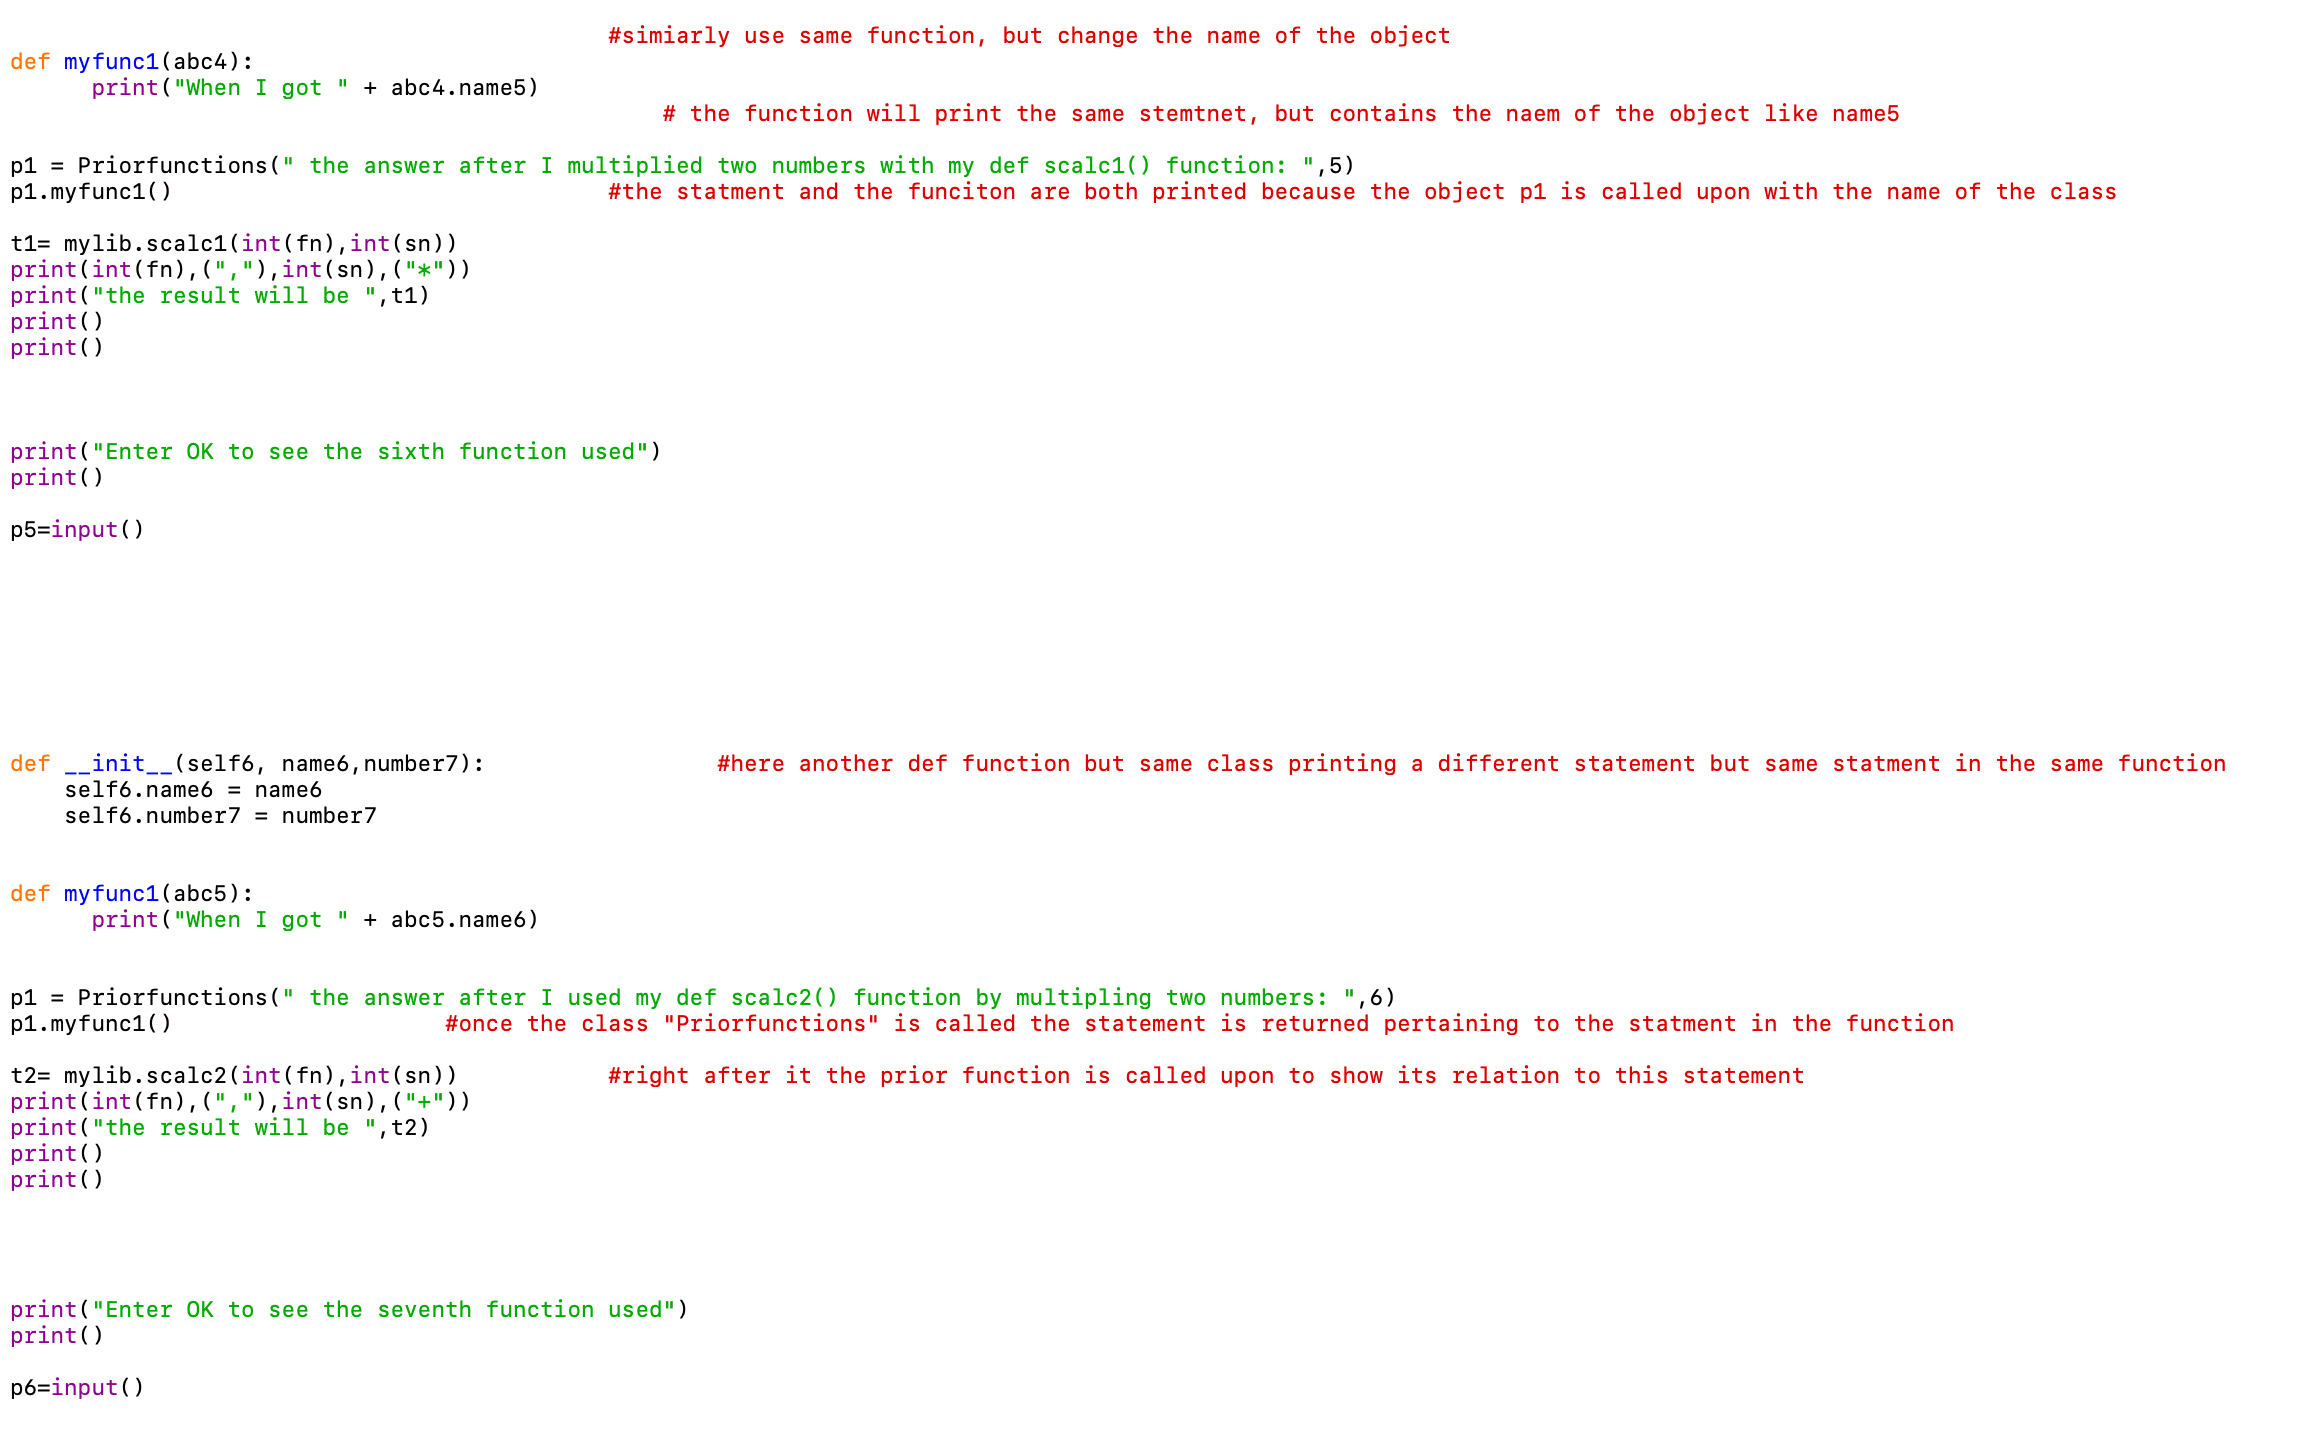 #simiarly use same function, but change the name of the object
def myfunc1(abc4):
print("When I got " + abc4.name5)
# the function will print the same stemtnet, but contains the naem of the object like name5
p1 = Priorfunctions(" the answer after I multiplied two numbers with my def scalc1() function: ",5)
p1.myfunc1() #the statment and the funciton are both printed because the object p1 is called upon with the name of the class
t1= mylib.scalc1(int(fn),int(sn))
print(int(fn),(","),int(sn),("*"))
print("the result will be ",t1)
print()
print()
print("Enter OK to see the sixth function used")
print()
p5=input()
def __init__(self6, name6,number7): #here another def function but same class printing a different statement but same statment in the same function
self6.name6 = name6
self6.number7 = number7
def myfunc1(abc5):
print("When I got " + abc5.name6)
p1 = Priorfunctions(" the answer after I used my def scalc2() function by multipling two numbers: ",6)
p1.myfunc1() #once the class "Priorfunctions" is called the statement is returned pertaining to the statment in the function
t2= mylib.scalc2(int(fn),int(sn)) #right after it the prior function is called upon to show its relation to this statement
print(int(fn),(","),int(sn),("+"))
print("the result will be ",t2)
print()
print()
print("Enter OK to see the seventh function used")
print()
p6=input()